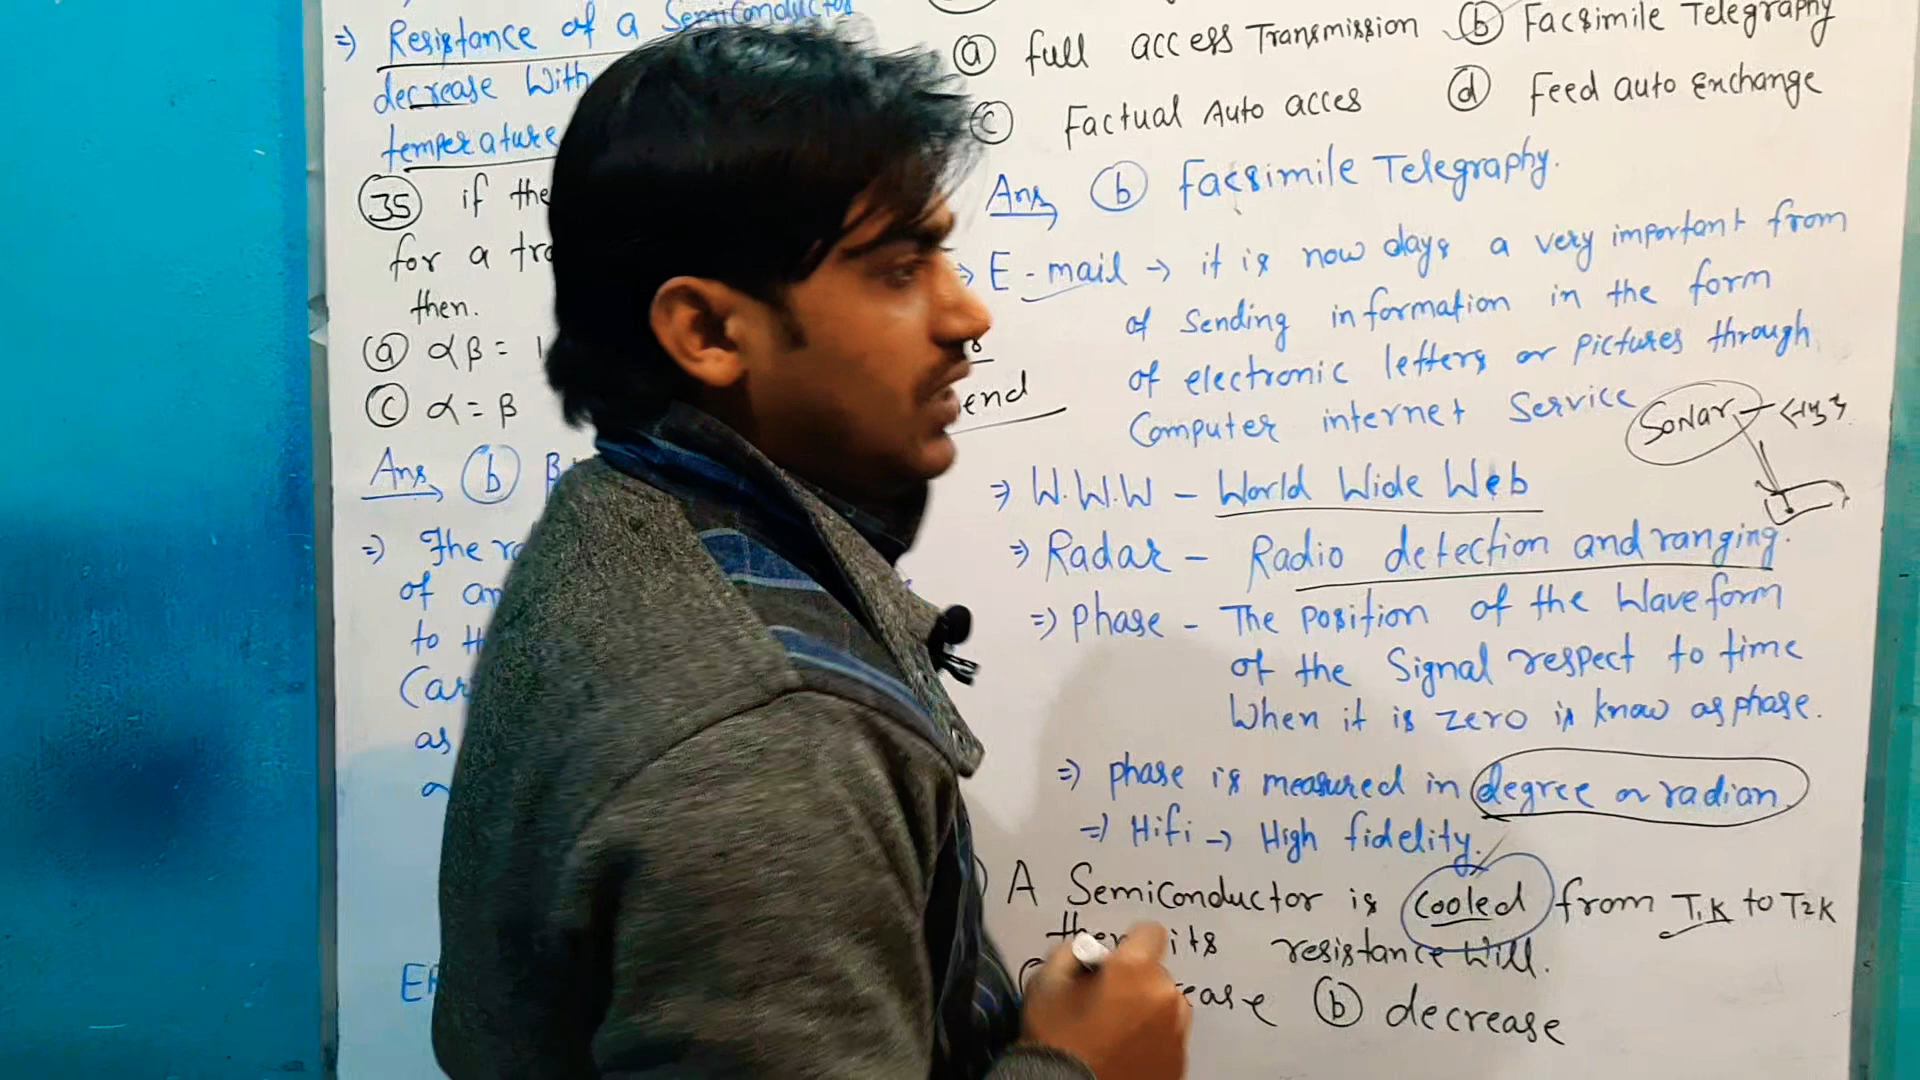 =) Resistance of a Semiconductor
decrease With
temperature
(35) if the
for a tra
then.
(a) αβ = 1
(c) α = β
Ans (b) β
=) The ra
of an
to th
(car
as
(a) full access Transmission (b) Facsimile Telegraphy
(c) Factual Auto acces (d) Feed auto Exchange
Ans (b) facsimile Telegraphy.
E-mail → it is now days a very important from
of Sending information in the form
of electronic letters or pictures through
Computer internet Service
end
Sonar
=> W.W.W - World Wide Web
=> Radar - Radio detection and ranging.
=> phase - The position of the Waveform
of the Signal respect to time
When it is zero is know as phase.
=> phase is measured in degree or radian
=> Hifi → High fidelity.
A Semiconductor is cooled from T1K to T2K
then its resistance will.
ease (b) decrease